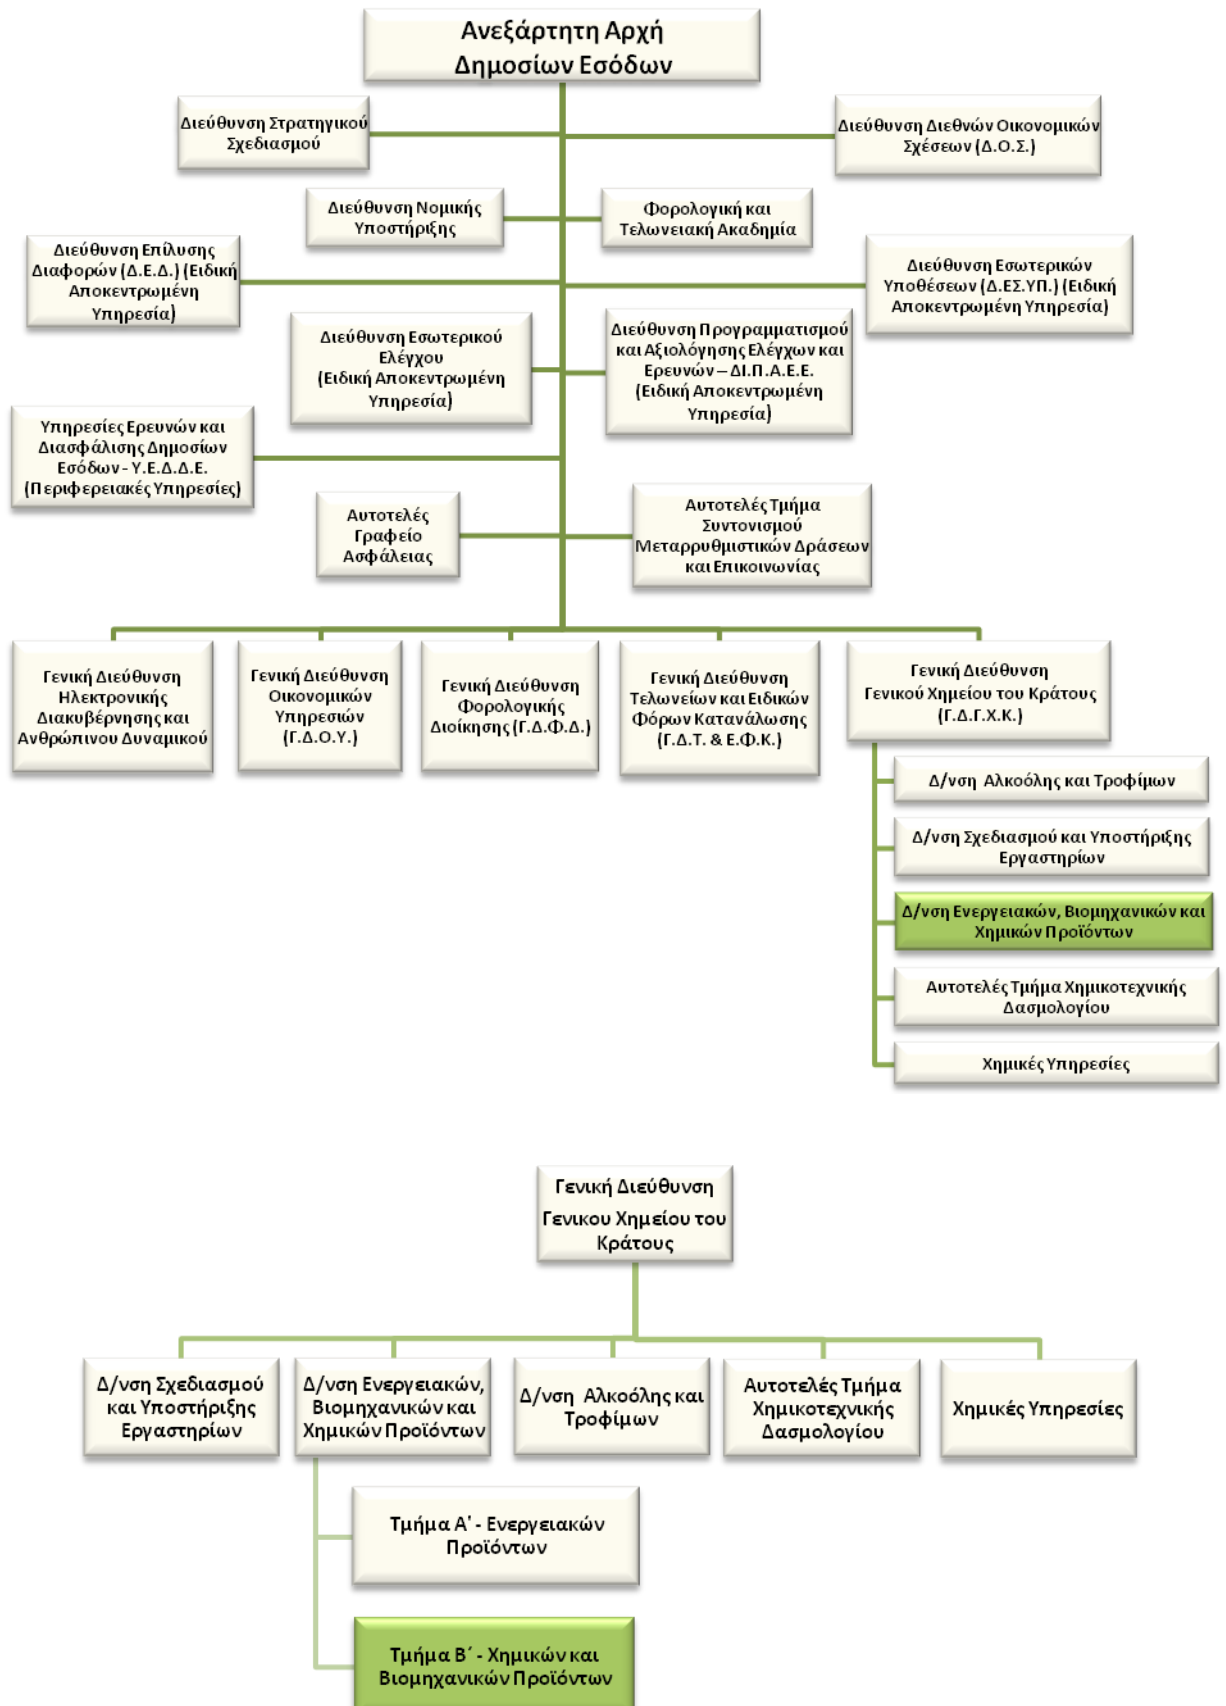 Ανεξάρτητη Αρχή
Δημοσίων Εσόδων
Διεύθυνση Στρατηγικού
Σχεδιασμού
Διεύθυνση Διεθνών Οικονομικών
Σχέσεων (Δ.Ο.Σ.)
Διεύθυνση Νομικής
Υποστήριξης
Φορολογική και
Τελωνειακή Ακαδημία
Διεύθυνση Επίλυσης
Διαφορών (Δ.Ε.Δ.) (Ειδική
Αποκεντρωμένη
Υπηρεσία)
Διεύθυνση Εσωτερικών
Υποθέσεων (Δ.ΕΣ.ΥΠ.) (Ειδική
Αποκεντρωμένη Υπηρεσία)
Διεύθυνση Εσωτερικού
Ελέγχου
(Ειδική Αποκεντρωμένη
Υπηρεσία)
Διεύθυνση Προγραμματισμού
και Αξιολόγησης Ελέγχων και
Ερευνών – ΔΙ.Π.Α.Ε.Ε.
(Ειδική Αποκεντρωμένη
Υπηρεσία)
Υπηρεσίες Ερευνών και
Διασφάλισης Δημοσίων
Εσόδων - Υ.Ε.Δ.Δ.Ε.
(Περιφερειακές Υπηρεσίες)
Αυτοτελές
Γραφείο
Ασφάλειας
Αυτοτελές Τμήμα
Συντονισμού
Μεταρρυθμιστικών Δράσεων
και Επικοινωνίας
Γενική Διεύθυνση
Ηλεκτρονικής
Διακυβέρνησης και
Ανθρώπινου Δυναμικού
Γενική Διεύθυνση
Οικονομικών
Υπηρεσιών
(Γ.Δ.Ο.Υ.)
Γενική Διεύθυνση
Φορολογικής
Διοίκησης (Γ.Δ.Φ.Δ.)
Γενική Διεύθυνση
Τελωνείων και Ειδικών
Φόρων Κατανάλωσης
(Γ.Δ.Τ. & Ε.Φ.Κ.)
Γενική Διεύθυνση
Γενικού Χημείου του Κράτους
(Γ.Δ.Γ.Χ.Κ.)
Δ/νση Αλκοόλης και Τροφίμων
Δ/νση Σχεδιασμού και Υποστήριξης
Εργαστηρίων
Δ/νση Ενεργειακών, Βιομηχανικών και
Χημικών Προϊόντων
Αυτοτελές Τμήμα Χημικοτεχνικής
Δασμολογίου
Χημικές Υπηρεσίες
Γενική Διεύθυνση
Γενικου Χημείου του
Κράτους
Δ/νση Σχεδιασμού
και Υποστήριξης
Εργαστηρίων
Δ/νση Ενεργειακών,
Βιομηχανικών και
Χημικών Προϊόντων
Δ/νση Αλκοόλης και
Τροφίμων
Αυτοτελές Τμήμα
Χημικοτεχνικής
Δασμολογίου
Χημικές Υπηρεσίες
Τμήμα Α' - Ενεργειακών
Προϊόντων
Τμήμα Β΄ - Χημικών και
Βιομηχανικών Προϊόντων